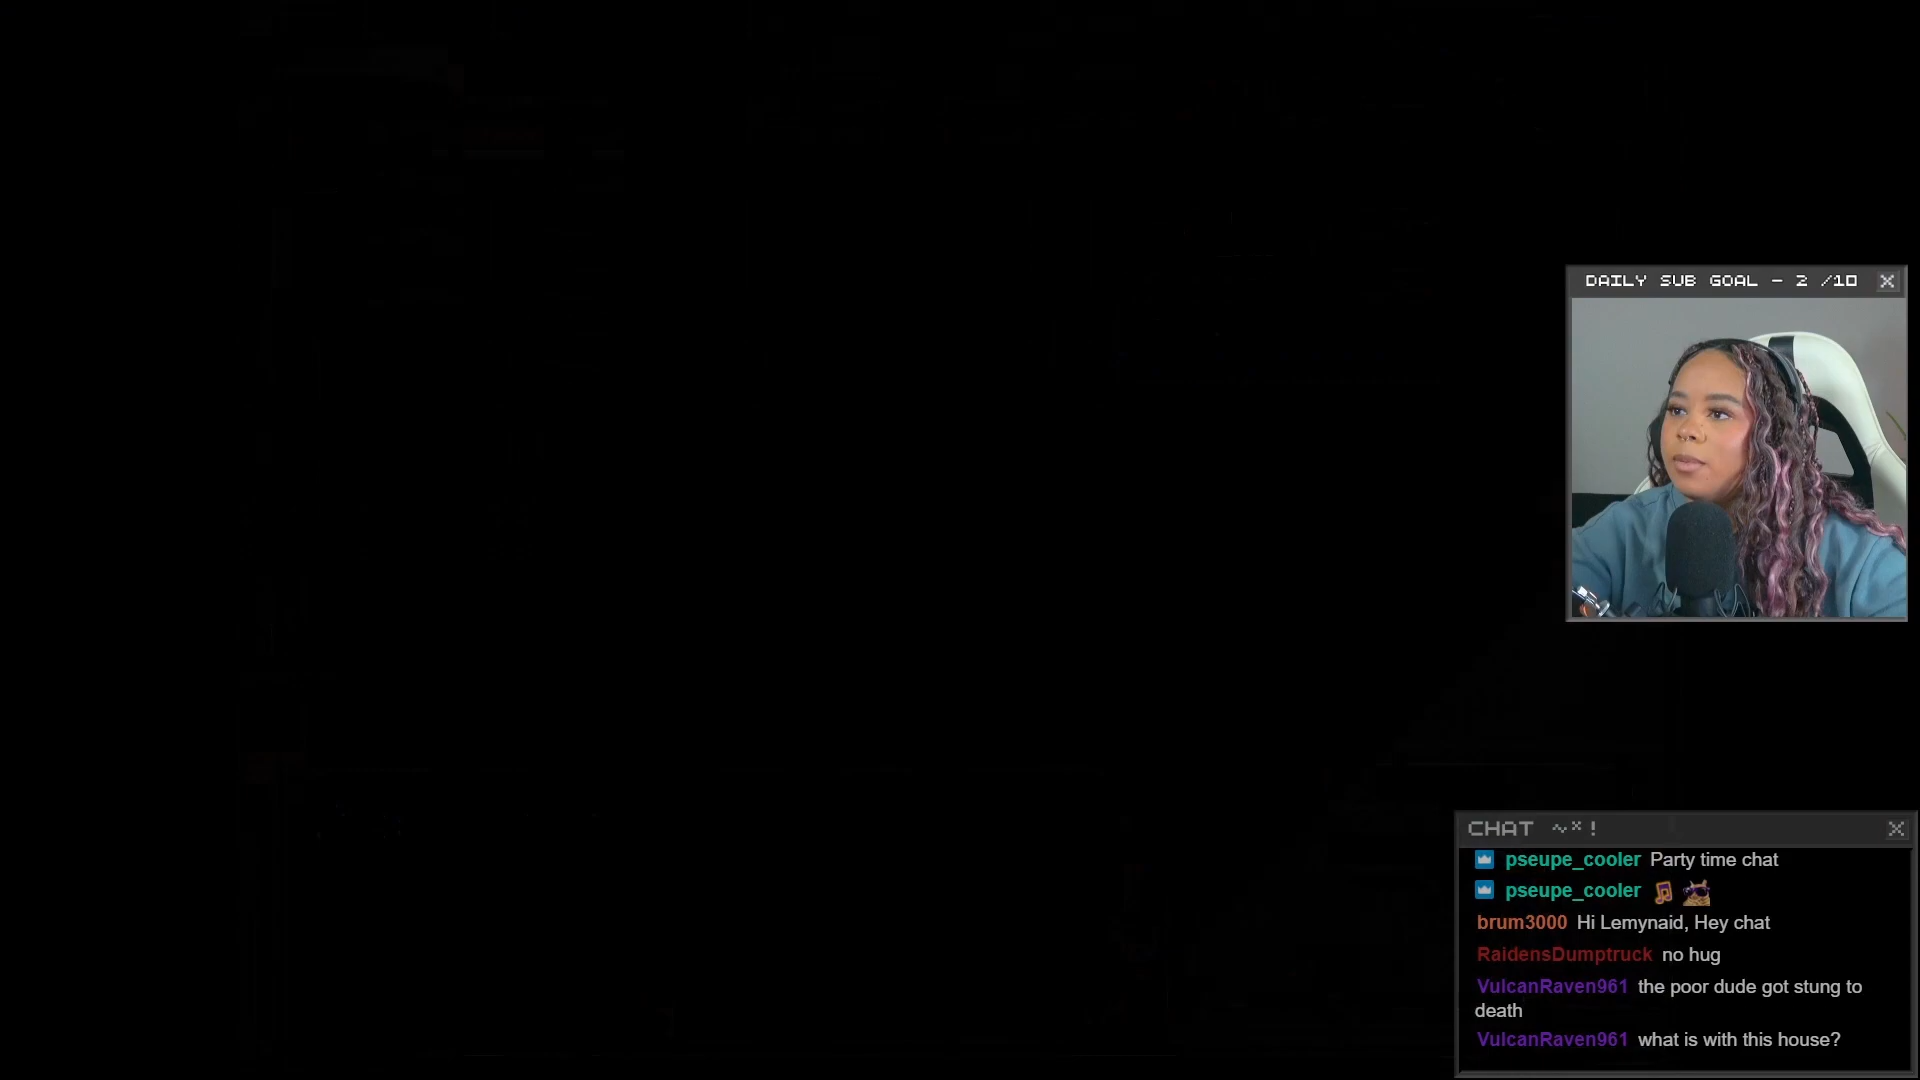 DAILY SUB GOAL - 2 /10
CHAT ~*!
pseupe_cooler Party time chat
pseupe_cooler
brum3000 Hi Lemynaid, Hey chat
RaidensDumptruck no hug
VulcanRaven961 the poor dude got stung to
death
VulcanRaven961 what is with this house?